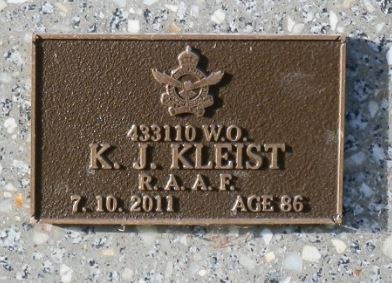 433110 W.O.
K. J. KLEIST
R. A. A. F.
7. 10. 2011 AGE 86